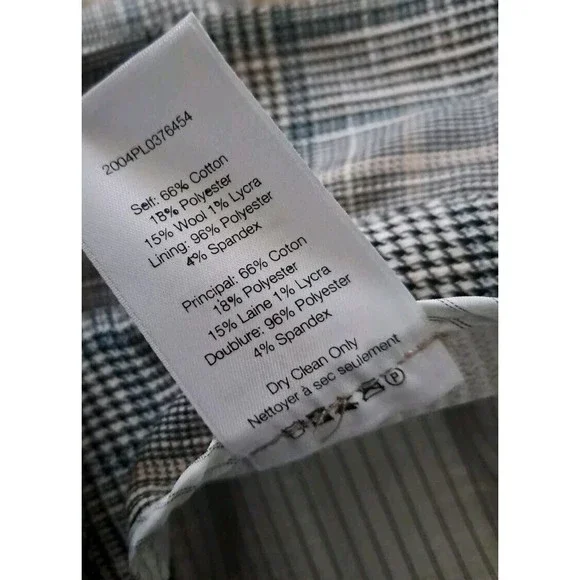 2004PL0376454
Self: 66% Cotton
18% Polyester
15% Wool 1% Lycra
Lining: 96% Polyester
4% Spandex
Principal: 66% Coton
18% Polyester
15% Laine 1% Lycra
Doublure: 96% Polyester
4% Spandex
Dry Clean Only
Nettoyer à sec seulement
P